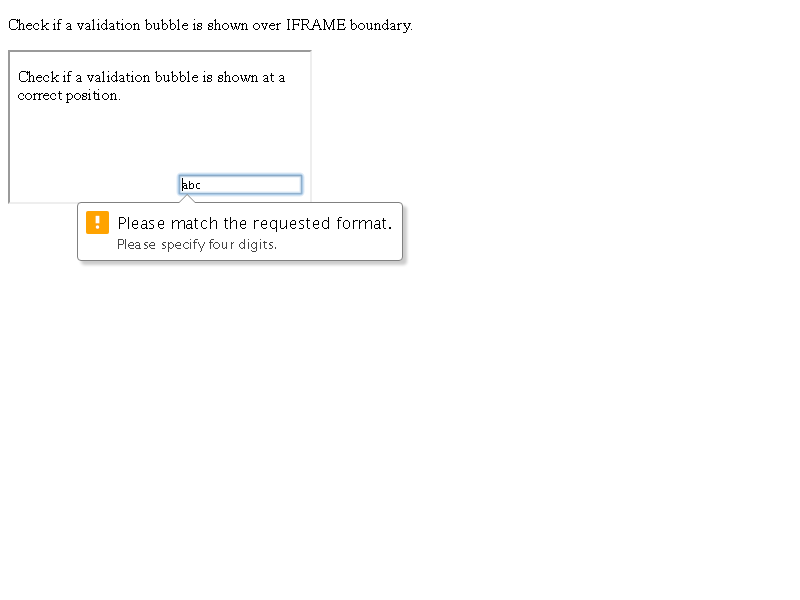 Check if a validation bubble is shown over IFRAME boundary.
Check if a validation bubble is shown at a
correct position.
abc
!
Please match the requested format.
Please specify four digits.